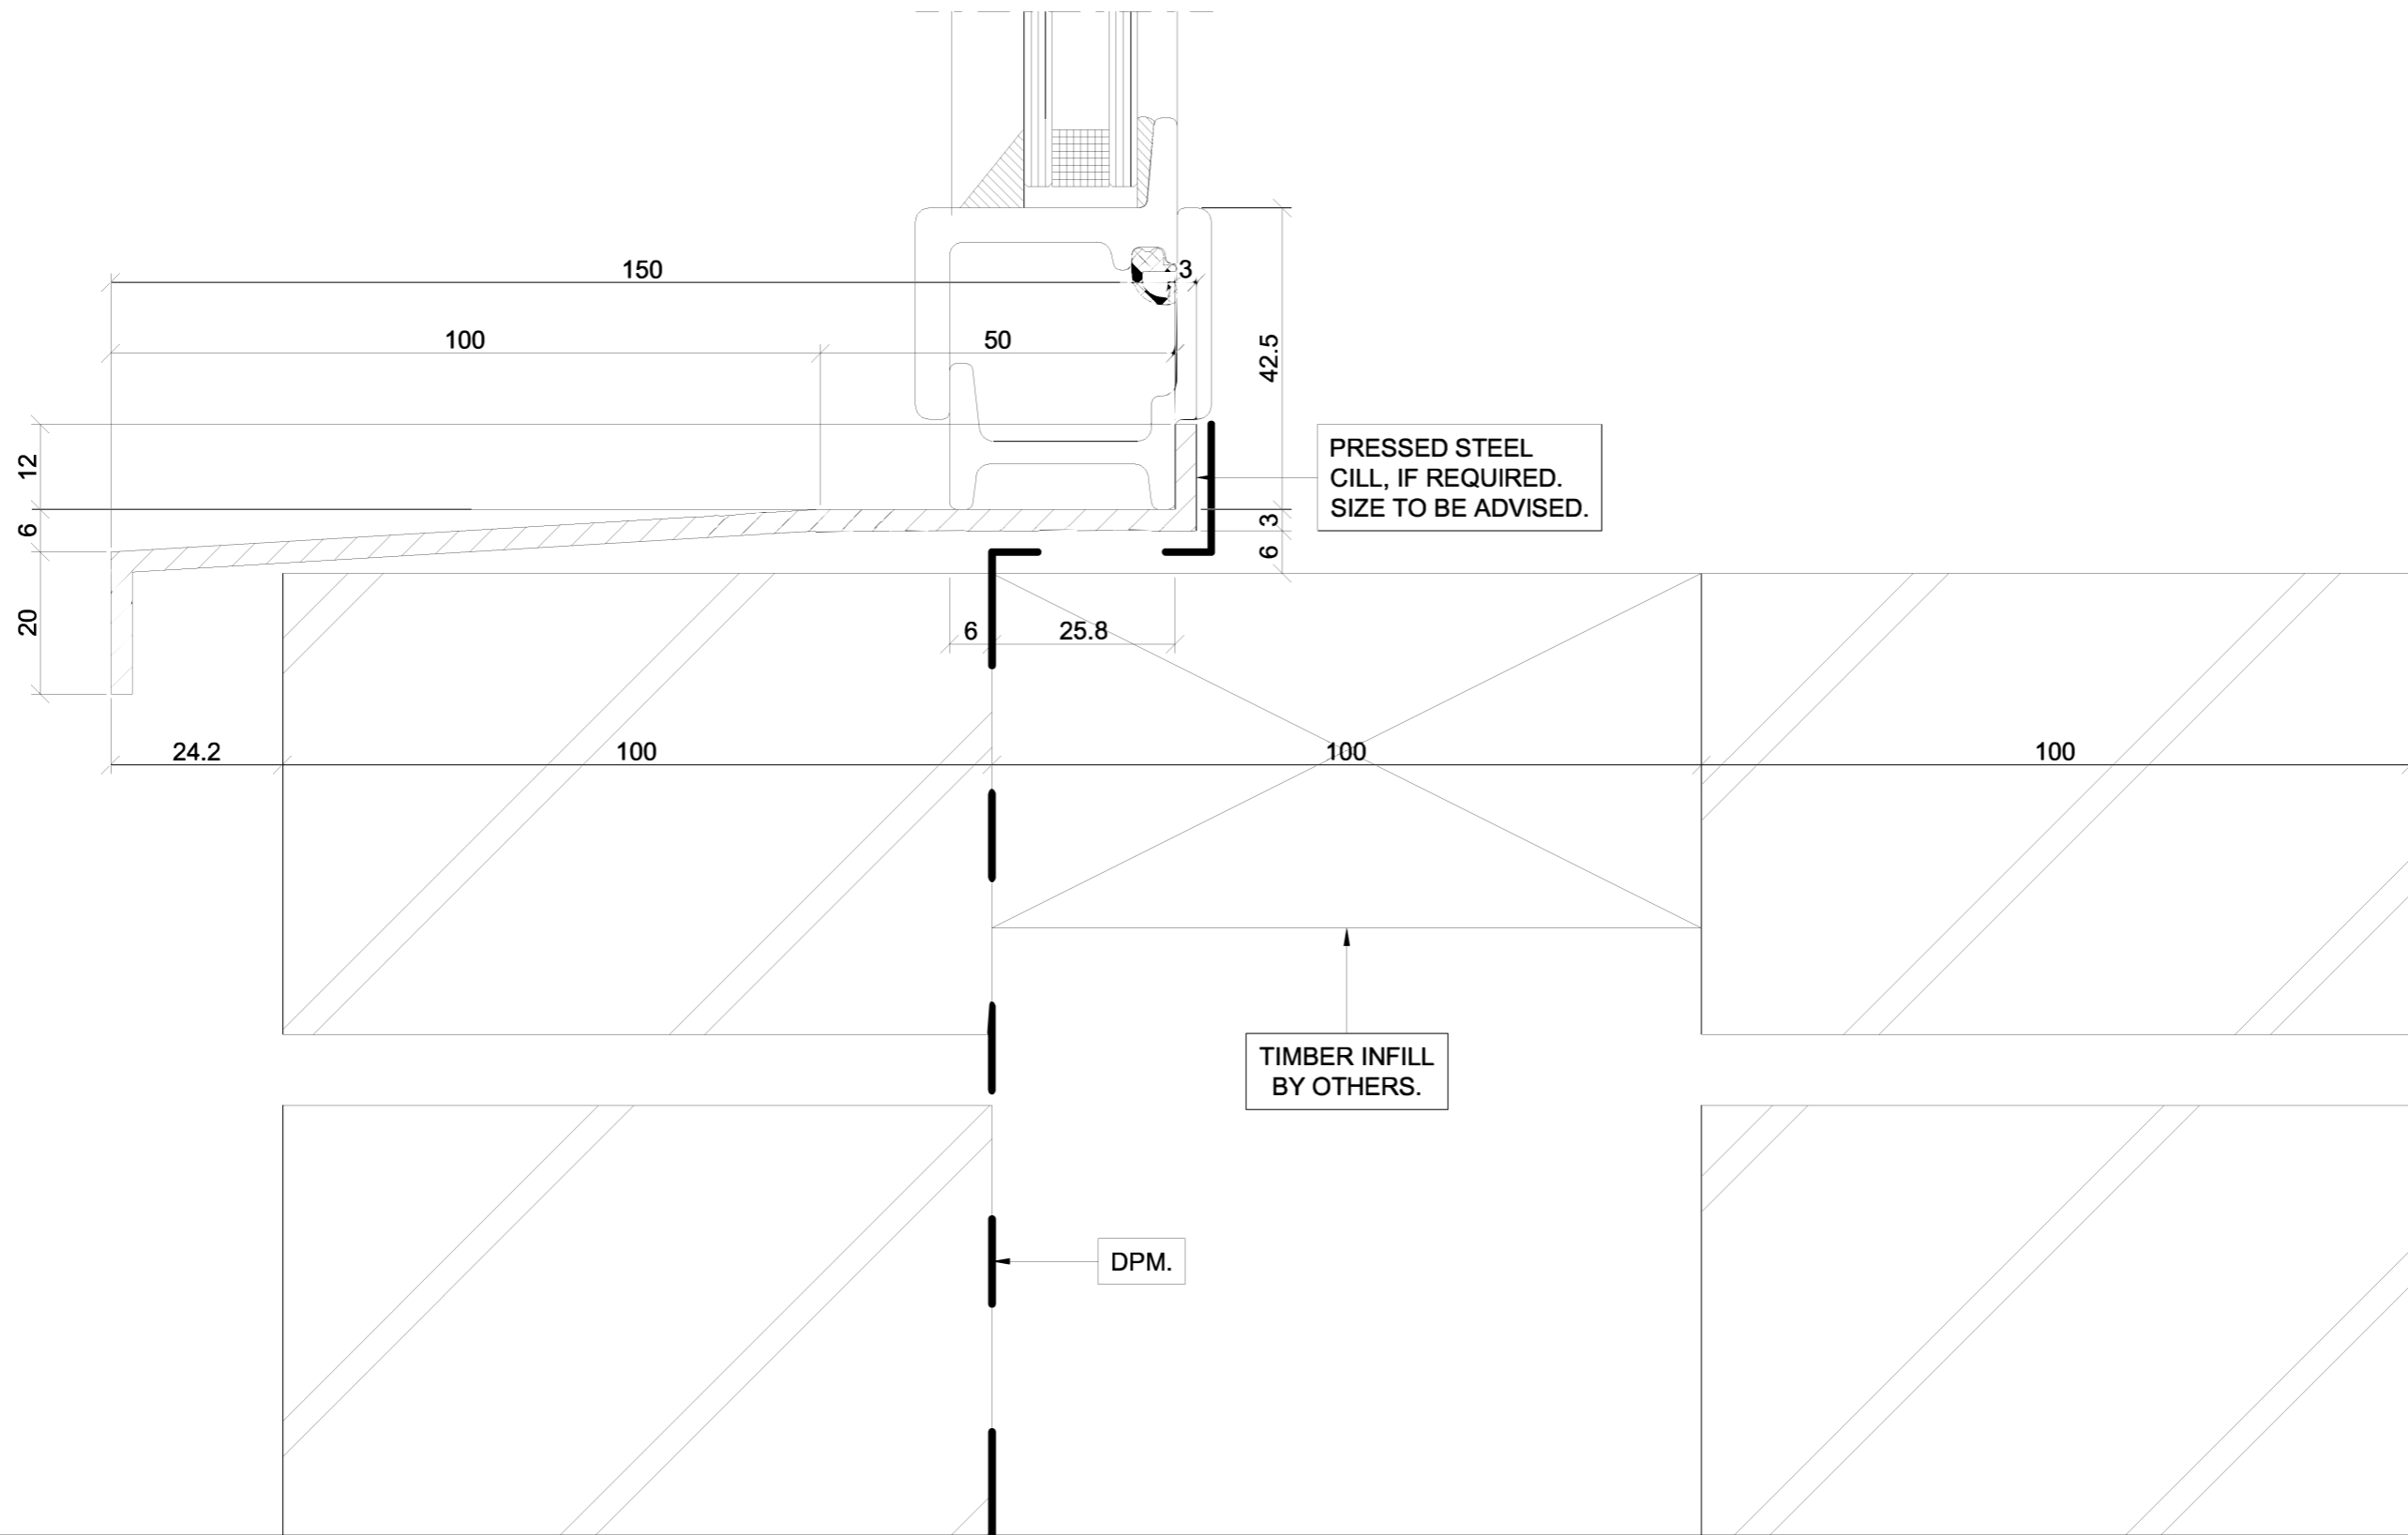 150
3
100
50
42.5
12
6
20
PRESSED STEEL
CILL, IF REQUIRED.
SIZE TO BE ADVISED.
3
6
6
25.8
24.2
100
100
100
TIMBER INFILL
BY OTHERS.
DPM.